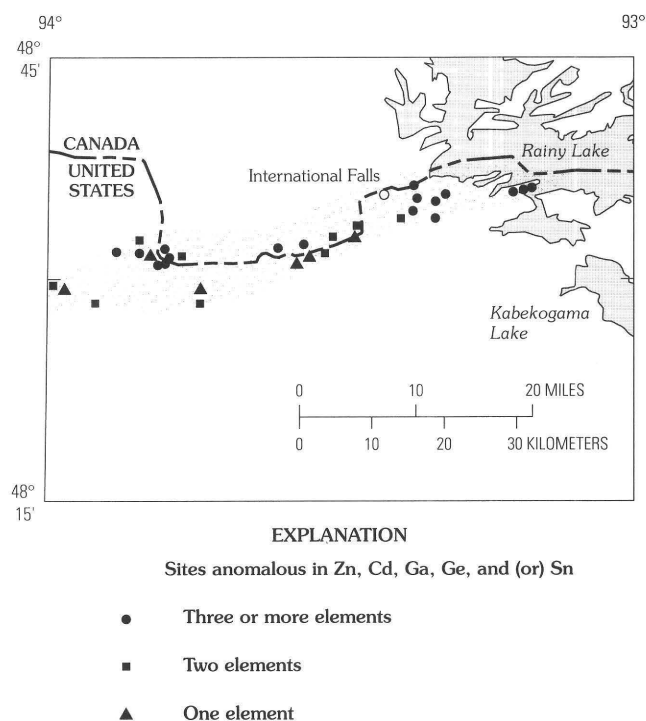 94°
93°
48°
45'
CANADA
UNITED
STATES
International Falls
Rainy Lake
Kabekogama
Lake
0 10 20 MILES
0 10 20 30 KILOMETERS
48°
15'
EXPLANATION
Sites anomalous in Zn, Cd, Ga, Ge, and (or) Sn
Three or more elements
Two elements
One element